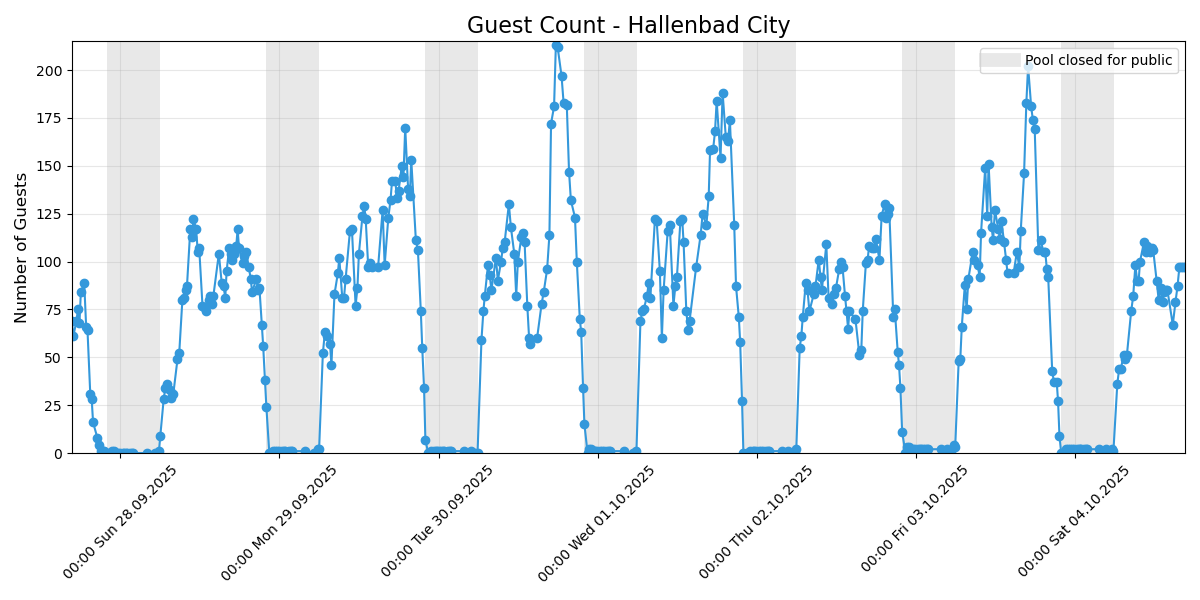 Guest Count - Hallenbad City
Pool closed for public
Number of Guests
200
175
150
125
100
75
50
25
0
00:00 Sun 28.09.2025
00:00 Mon 29.09.2025
00:00 Tue 30.09.2025
00:00 Wed 01.10.2025
00:00 Thu 02.10.2025
00:00 Fri 03.10.2025
00:00 Sat 04.10.2025